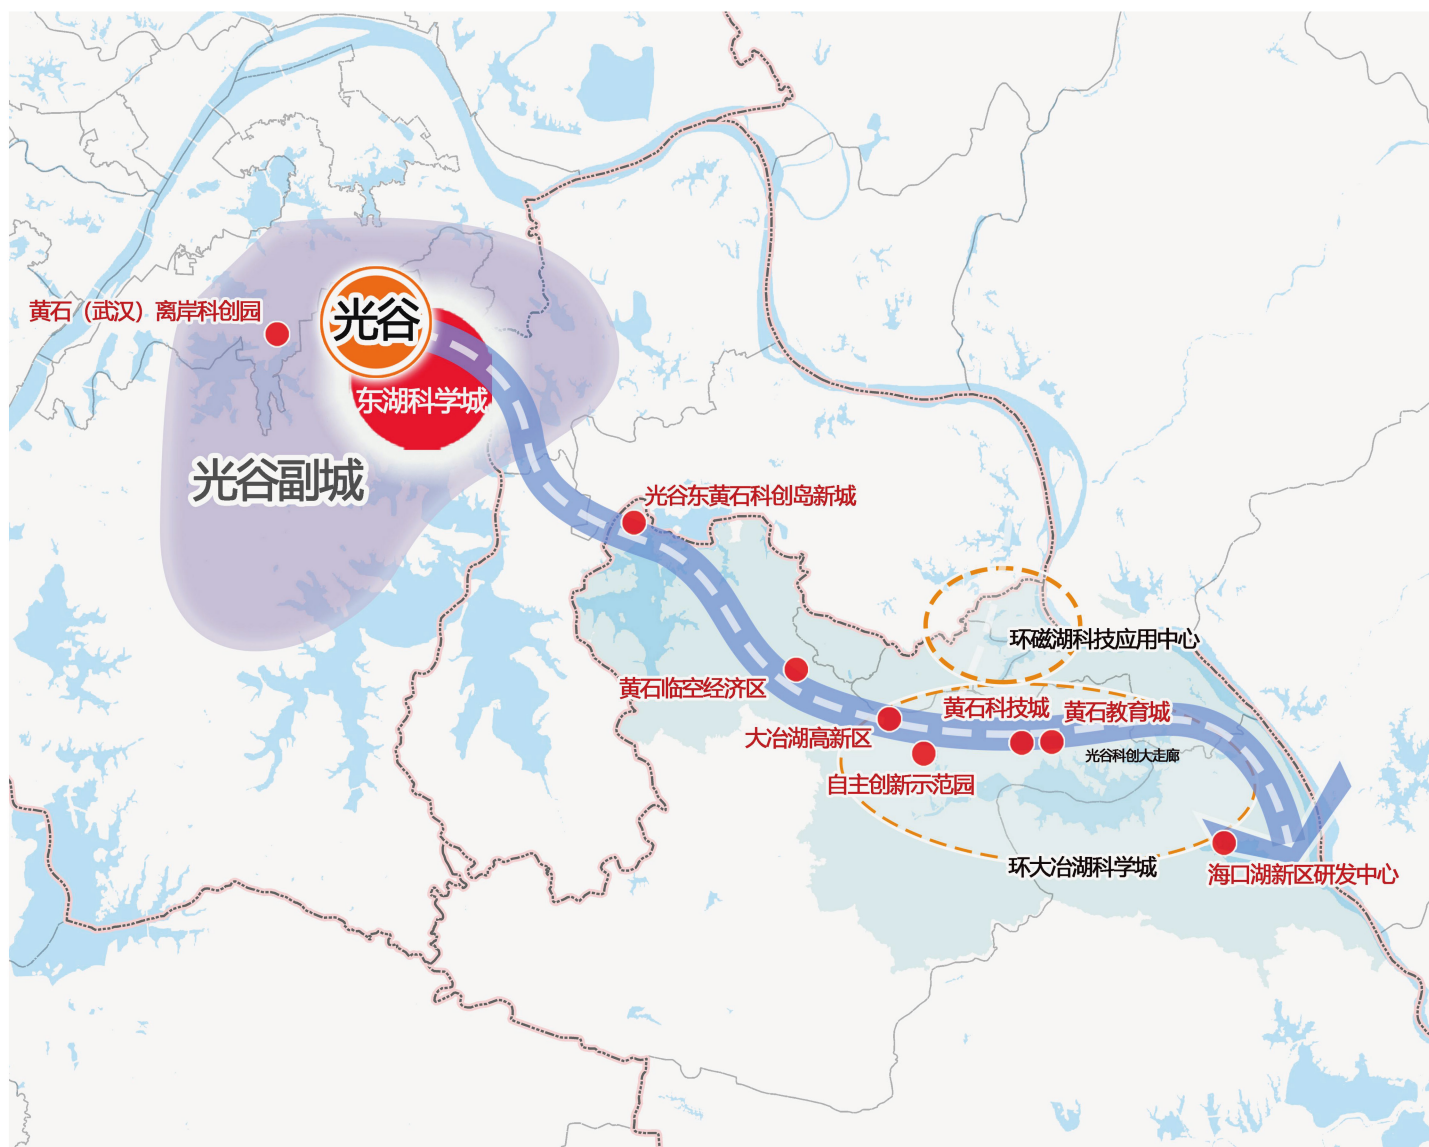 黄石（武汉）离岸科创园
光谷
东湖科学城
光谷副城
光谷东黄石科创岛新城
环磁湖科技应用中心
黄石临空经济区
黄石科技城
黄石教育城
大冶湖高新区
光谷科创大走廊
自主创新示范园
环大冶湖科学城
海口湖新区研发中心